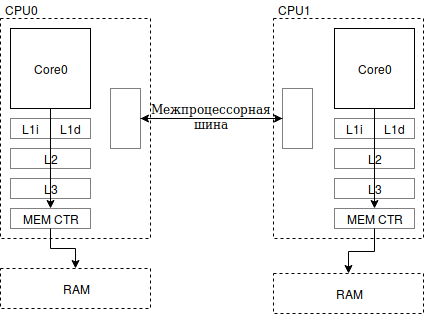 CPU0
CPU1
Core0
Core0
Межпроцессорная
шина
L1i L1d
L1i L1d
L2
L2
L3
L3
MEM CTR
MEM CTR
RAM
RAM